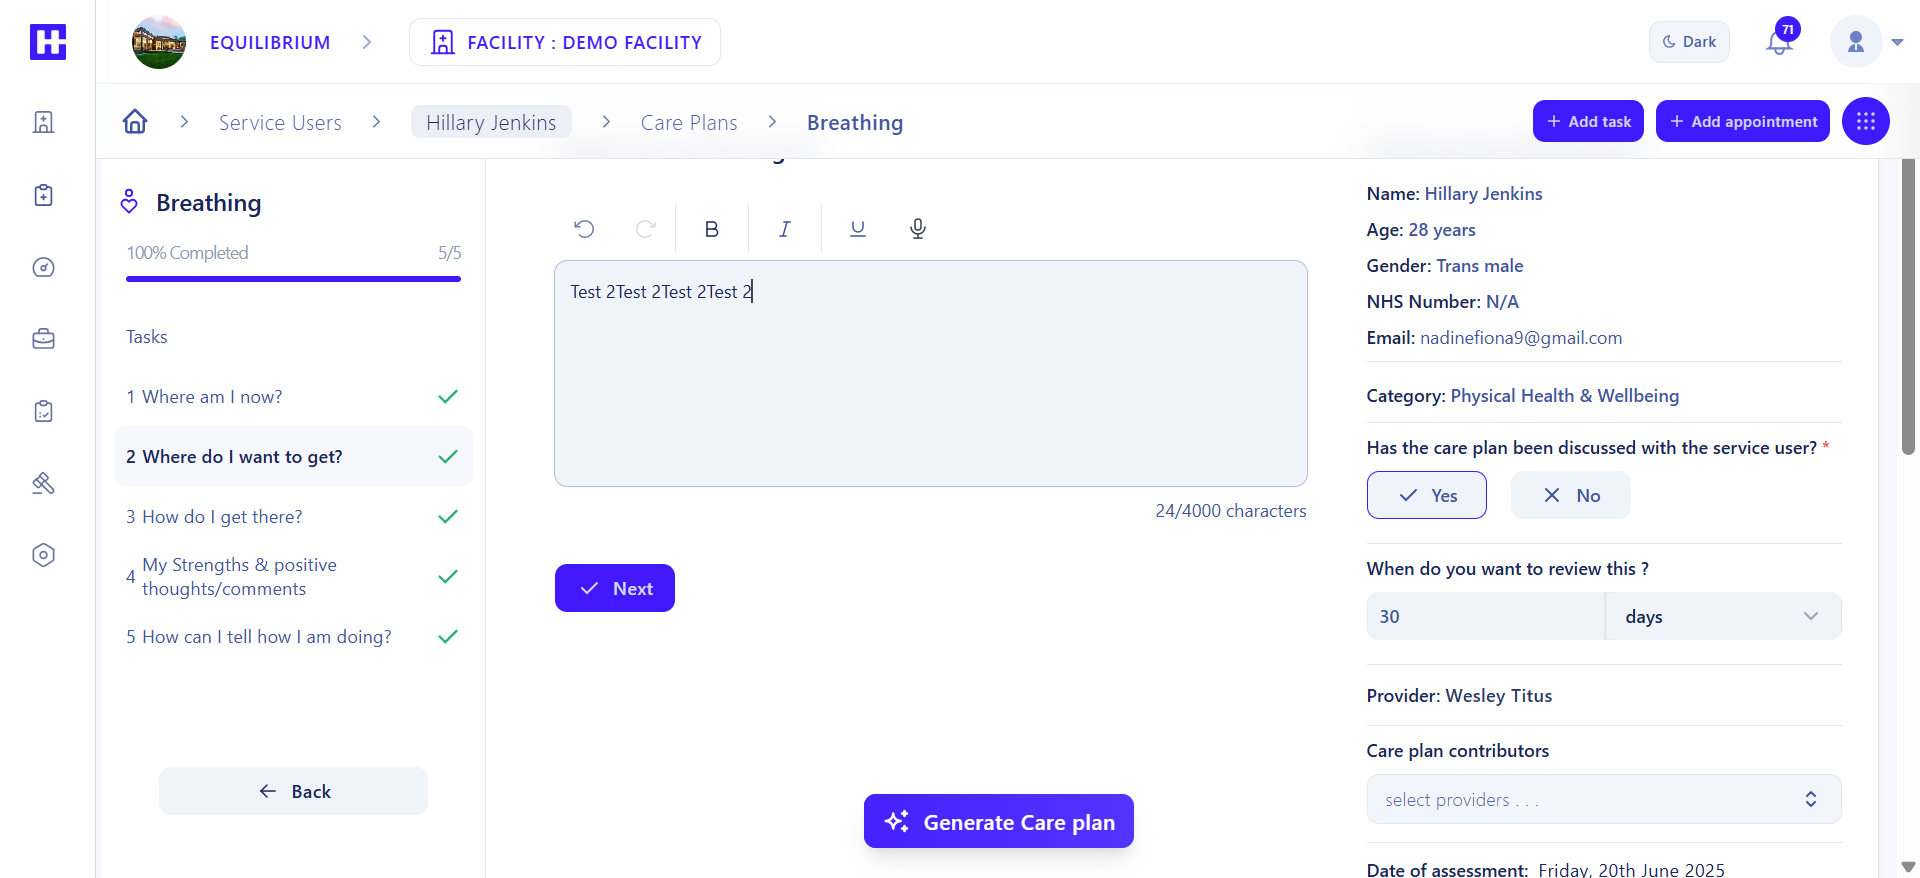 EQUILIBRIUM
FACILITY : DEMO FACILITY
Dark
71
Service Users
Hillary Jenkins
Care Plans
Breathing
+ Add task
+ Add appointment
Breathing
100% Completed 5/5
Tasks
1 Where am I now?
2 Where do I want to get?
3 How do I get there?
4 My Strengths & positive
thoughts/comments
5 How can I tell how I am doing?
Back
B I U
Test 2Test 2Test 2Test 2
24/4000 characters
Next
Generate Care plan
Name: Hillary Jenkins
Age: 28 years
Gender: Trans male
NHS Number: N/A
Email: nadinefiona9@gmail.com
Category: Physical Health & Wellbeing
Has the care plan been discussed with the service user? *
Yes
No
When do you want to review this ?
30
days
Provider: Wesley Titus
Care plan contributors
select providers . . .
Date of assessment: Friday, 20th June 2025